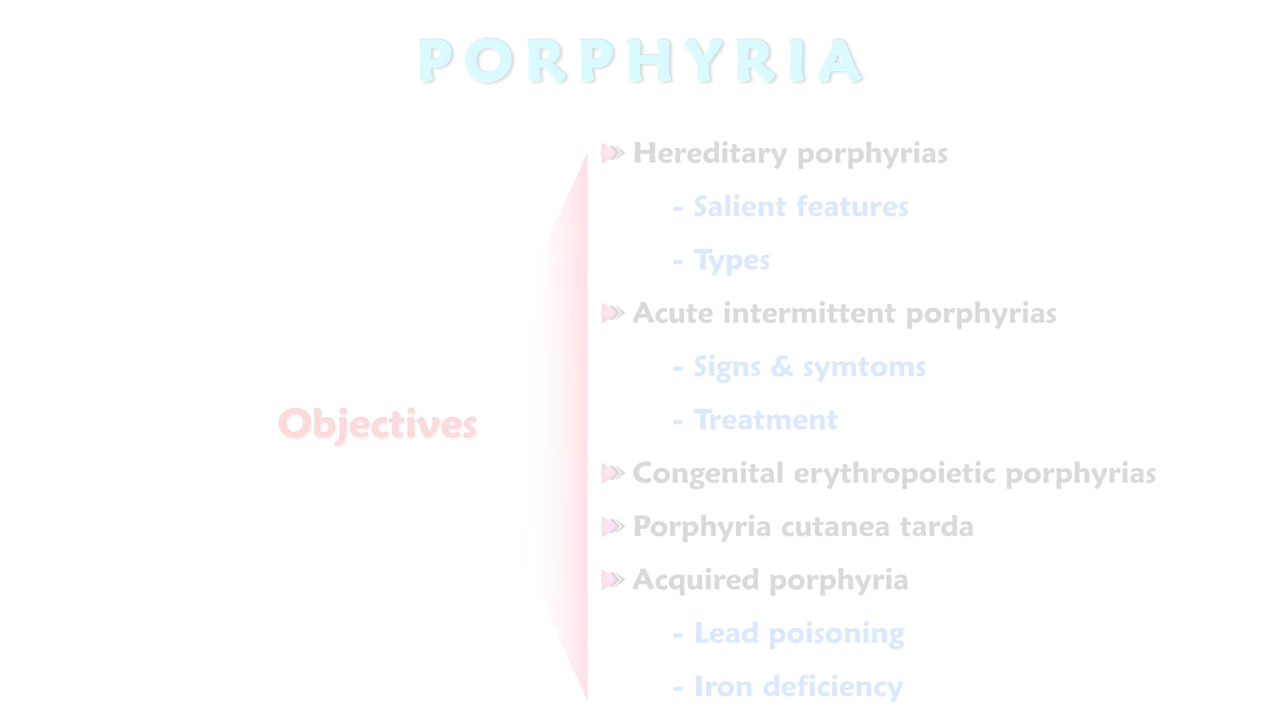 PORPHYRIA
Objectives
Hereditary porphyrias
- Salient features
- Types
Acute intermittent porphyrias
- Signs & symtoms
- Treatment
Congenital erythropoietic porphyrias
Porphyria cutanea tarda
Acquired porphyria
- Lead poisoning
- Iron deficiency